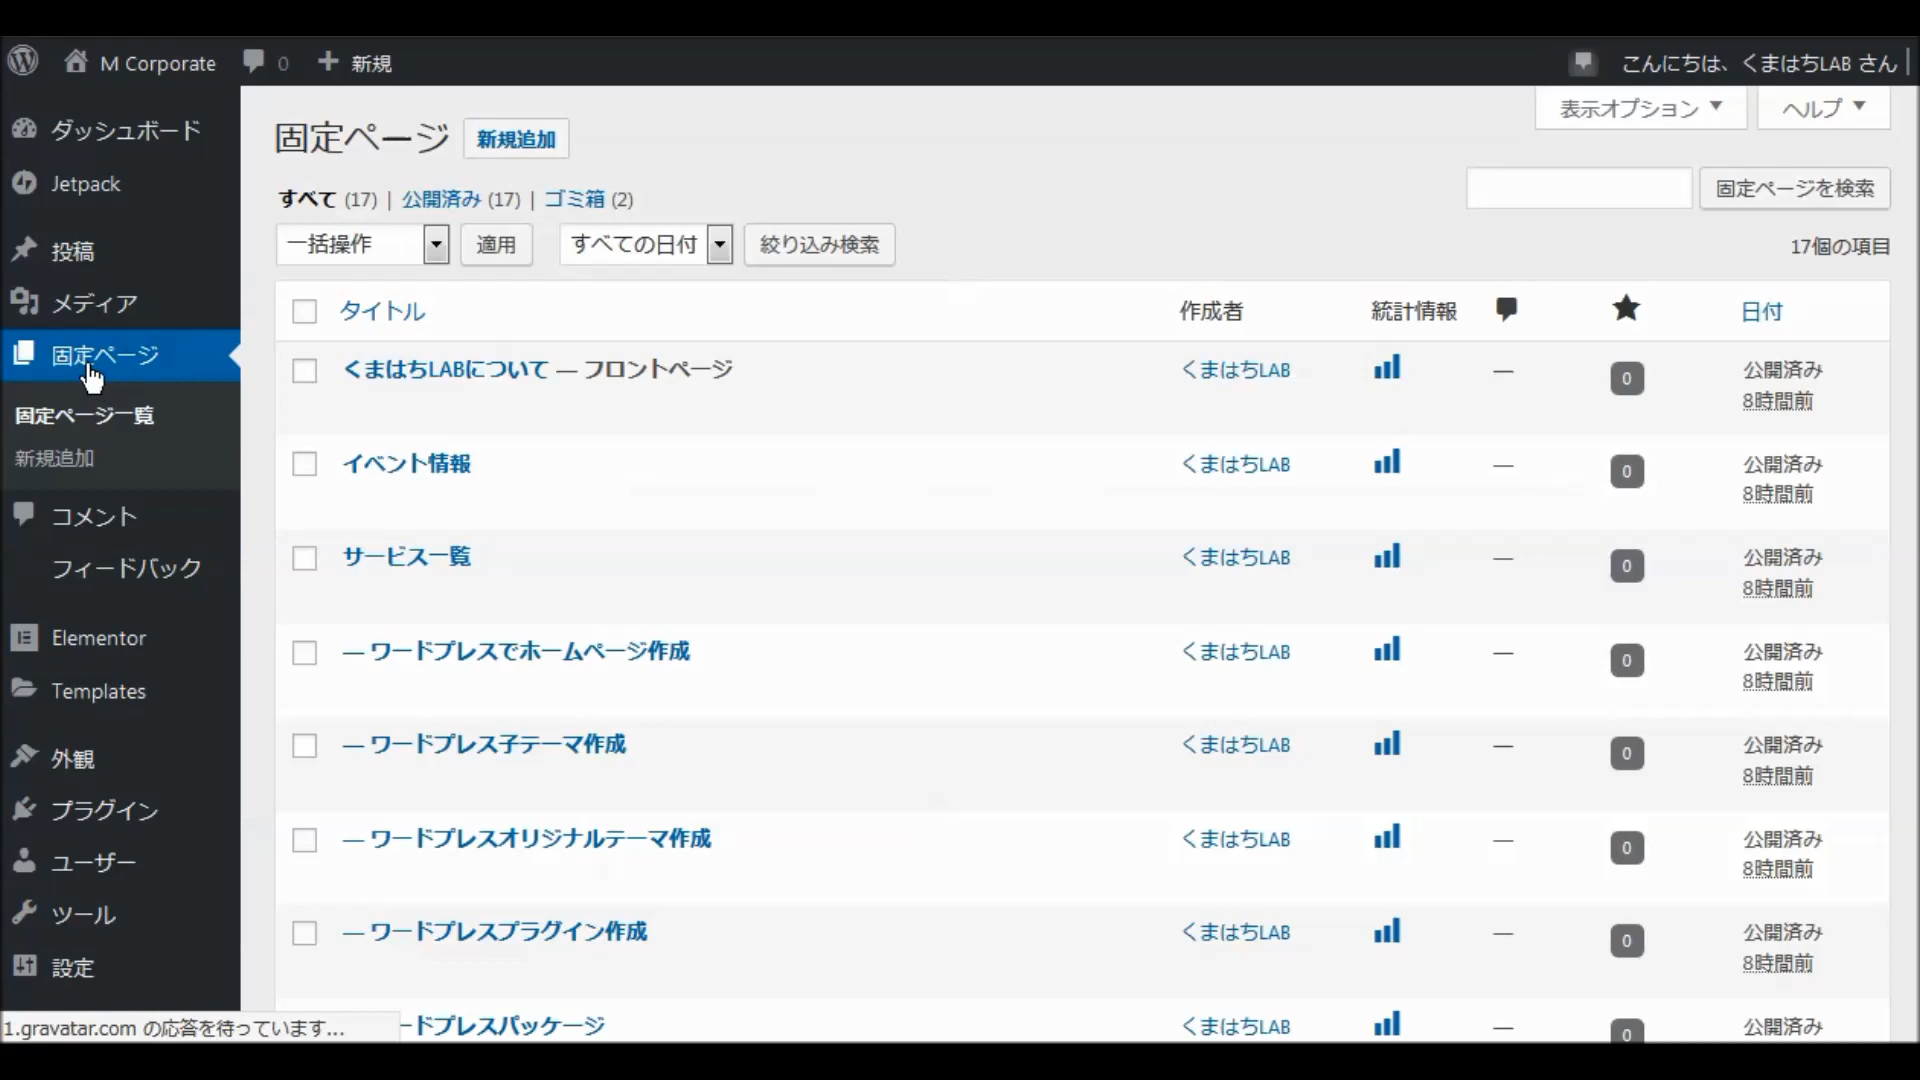 M Corporate 0 新規 こんにちは、くまはちLAB さん
表示オプション ヘルプ
ダッシュボード
Jetpack
投稿
メディア
固定ページ
固定ページ一覧
新規追加
コメント
フィードバック
Elementor
Templates
外観
プラグイン
ユーザー
ツール
設定
固定ページ 新規追加
すべて (17) | 公開済み (17) | ゴミ箱 (2)
固定ページを検索
一括操作 適用 すべての日付 絞り込み検索
17個の項目
タイトル 作成者 統計情報 日付
くまはちLABについて — フロントページ くまはちLAB — 0 公開済み
8時間前
イベント情報 くまはちLAB — 0 公開済み
8時間前
サービス一覧 くまはちLAB — 0 公開済み
8時間前
— ワードプレスでホームページ作成 くまはちLAB — 0 公開済み
8時間前
— ワードプレス子テーマ作成 くまはちLAB — 0 公開済み
8時間前
— ワードプレスオリジナルテーマ作成 くまはちLAB — 0 公開済み
8時間前
— ワードプレスプラグイン作成 くまはちLAB — 0 公開済み
8時間前
ードプレスパッケージ くまはちLAB — 0 公開済み
1.gravatar.com の応答を待っています...